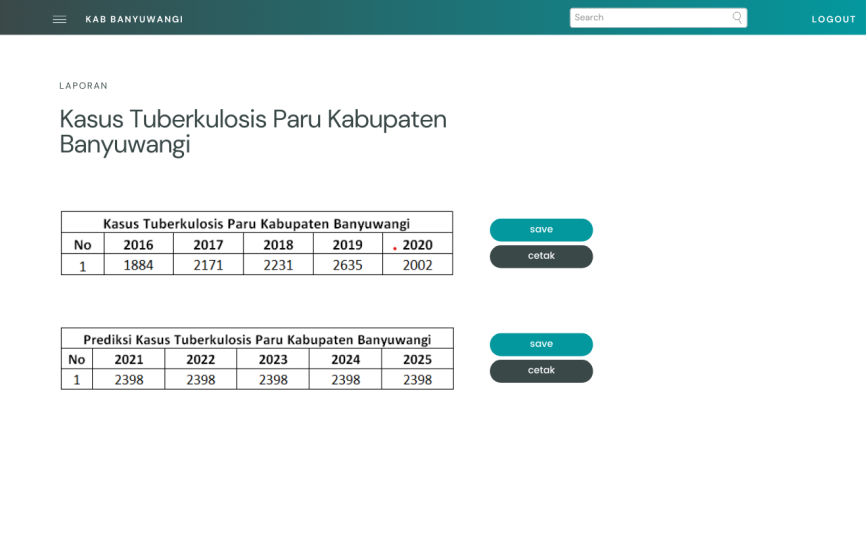 KAB BANYUWANGI
Search
LOGOUT
LAPORAN
Kasus Tuberkulosis Paru Kabupaten
Banyuwangi
Kasus Tuberkulosis Paru Kabupaten Banyuwangi
No 2016 2017 2018 2019 2020
1 1884 2171 2231 2635 2002
save
cetak
Prediksi Kasus Tuberkulosis Paru Kabupaten Banyuwangi
No 2021 2022 2023 2024 2025
1 2398 2398 2398 2398 2398
save
cetak